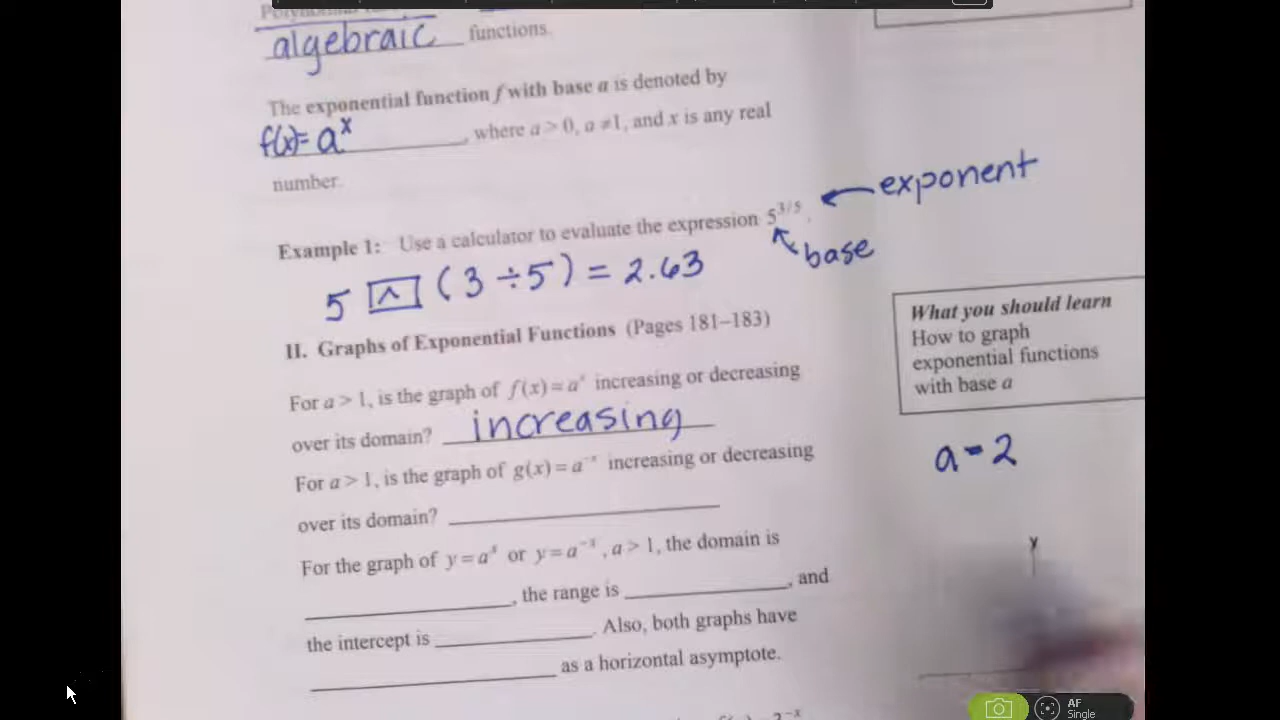 algebraic functions.
The exponential function f with base a is denoted by
f(x)= a^x, where a > 0, a ≠ 1, and x is any real
number.
Example 1: Use a calculator to evaluate the expression 5^3/5.
exponent
base
5 ^ (3 ÷ 5) = 2.63
II. Graphs of Exponential Functions (Pages 181–183)
For a > 1, is the graph of f(x) = a^x increasing or decreasing
over its domain? increasing
For a > 1, is the graph of g(x) = a^-x increasing or decreasing
over its domain?
For the graph of y = a^x or y = a^-x, a > 1, the domain is
, the range is , and
the intercept is . Also, both graphs have
as a horizontal asymptote.
What you should learn
How to graph
exponential functions
with base a
a = 2
y
AF
Single